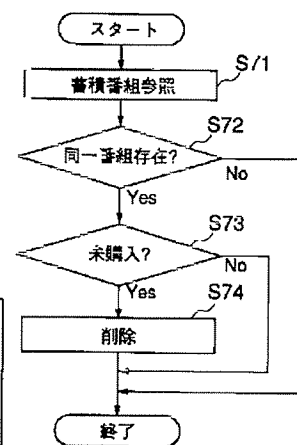 スタート
S71
蓄積番組参照
S72
同一番組存在?
No
Yes
S73
未購入?
No
Yes
S74
削除
終了